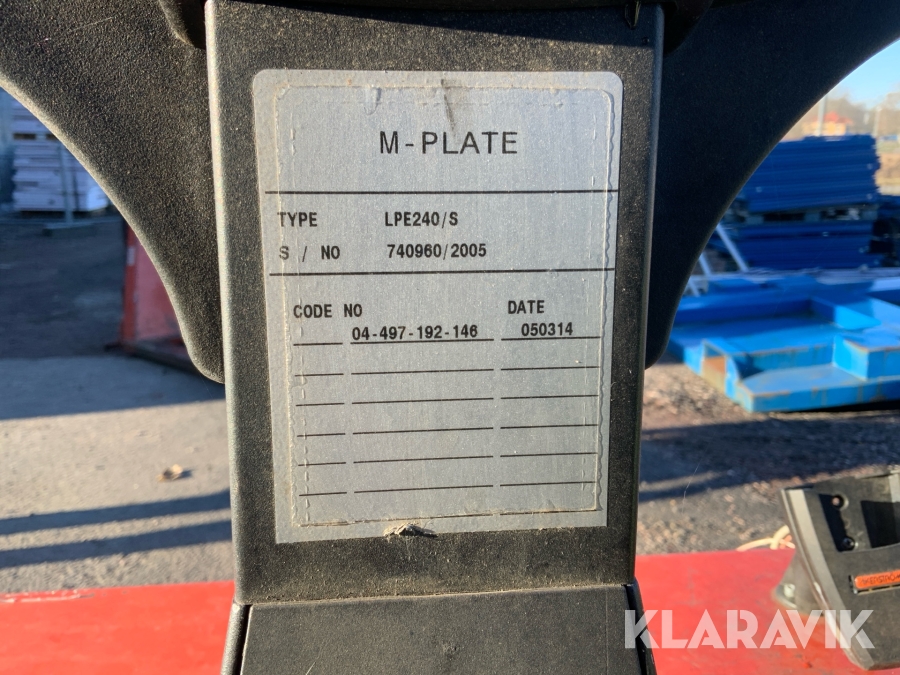 M-PLATE
TYPE LPE240/S
S / NO 740960/2005
CODE NO DATE
04-497-192-146 050314
KLARAVIK